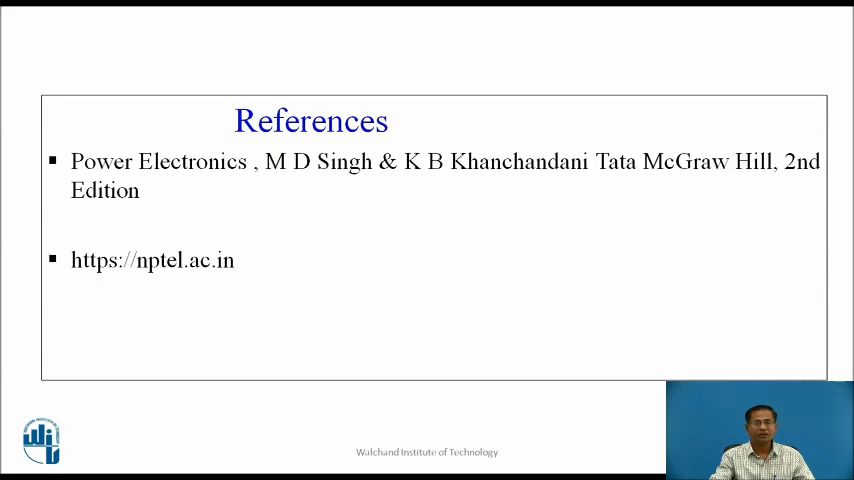 References
▪ Power Electronics , M D Singh & K B Khanchandani Tata McGraw Hill, 2nd
Edition
▪ https://nptel.ac.in
Walchand Institute of Technology